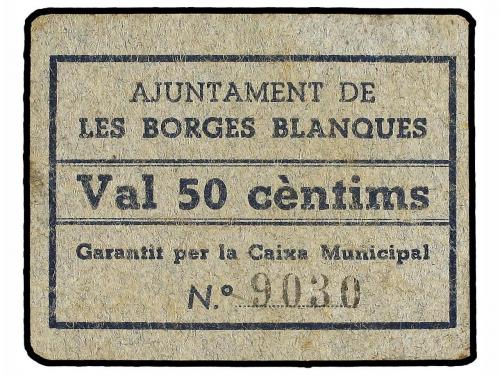 AJUNTAMENT DE
LES BORGES BLANQUES
Val 50 cèntims
Garantit per la Caixa Municipal
N.º 9030